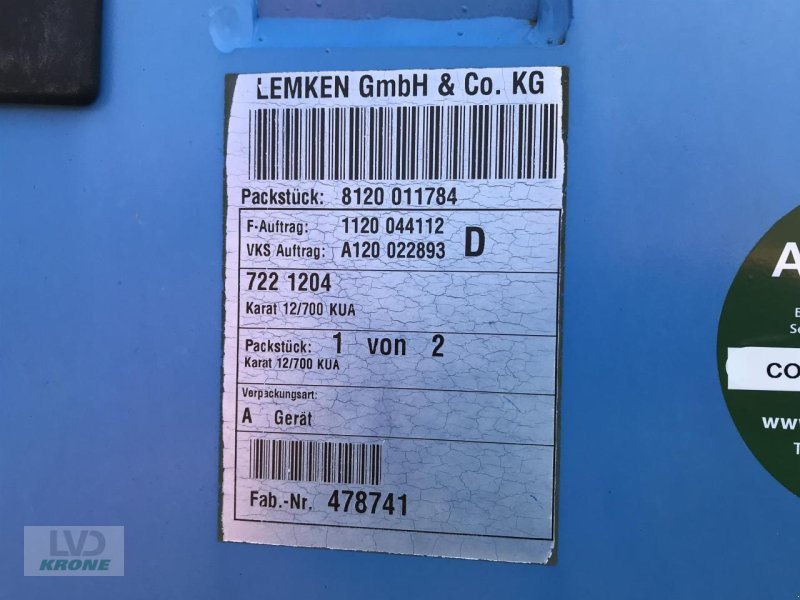 LEMKEN GmbH & Co. KG
Packstück: 8120 011784
F-Auftrag: 1120 044112
VKS Auftrag: A120 022893 D
722 1204
Karat 12/700 KUA
Packstück: 1 von 2
Karat 12/700 KUA
Verpackungsart:
A Gerät
Fab.-Nr. 478741
LVD
KRONE
A
CO
www
T